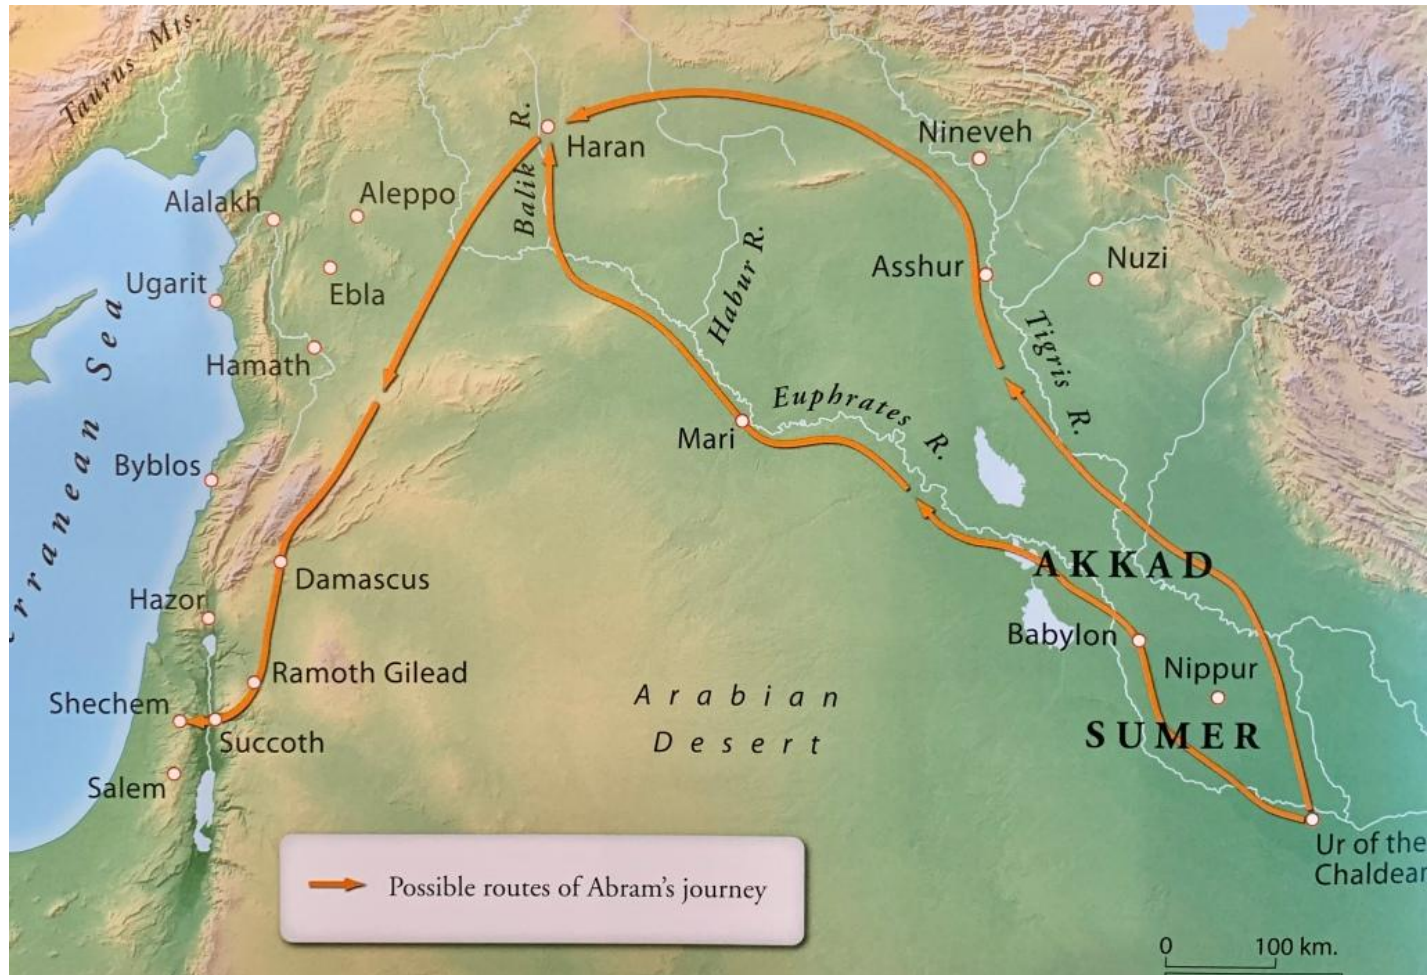 Taurus Mts.
Balik R.
Haran
Nineveh
Alalakh
Aleppo
Ugarit
Ebla
Habur R.
Asshur
Nuzi
Hamath
Tigris R.
Euphrates R.
Mari
Byblos
rranean Sea
AKKAD
Damascus
Hazor
Babylon
Nippur
Ramoth Gilead
Arabian
Desert
Shechem
Succoth
SUMER
Salem
Ur of the
Chaldean
Possible routes of Abram's journey
0 100 km.